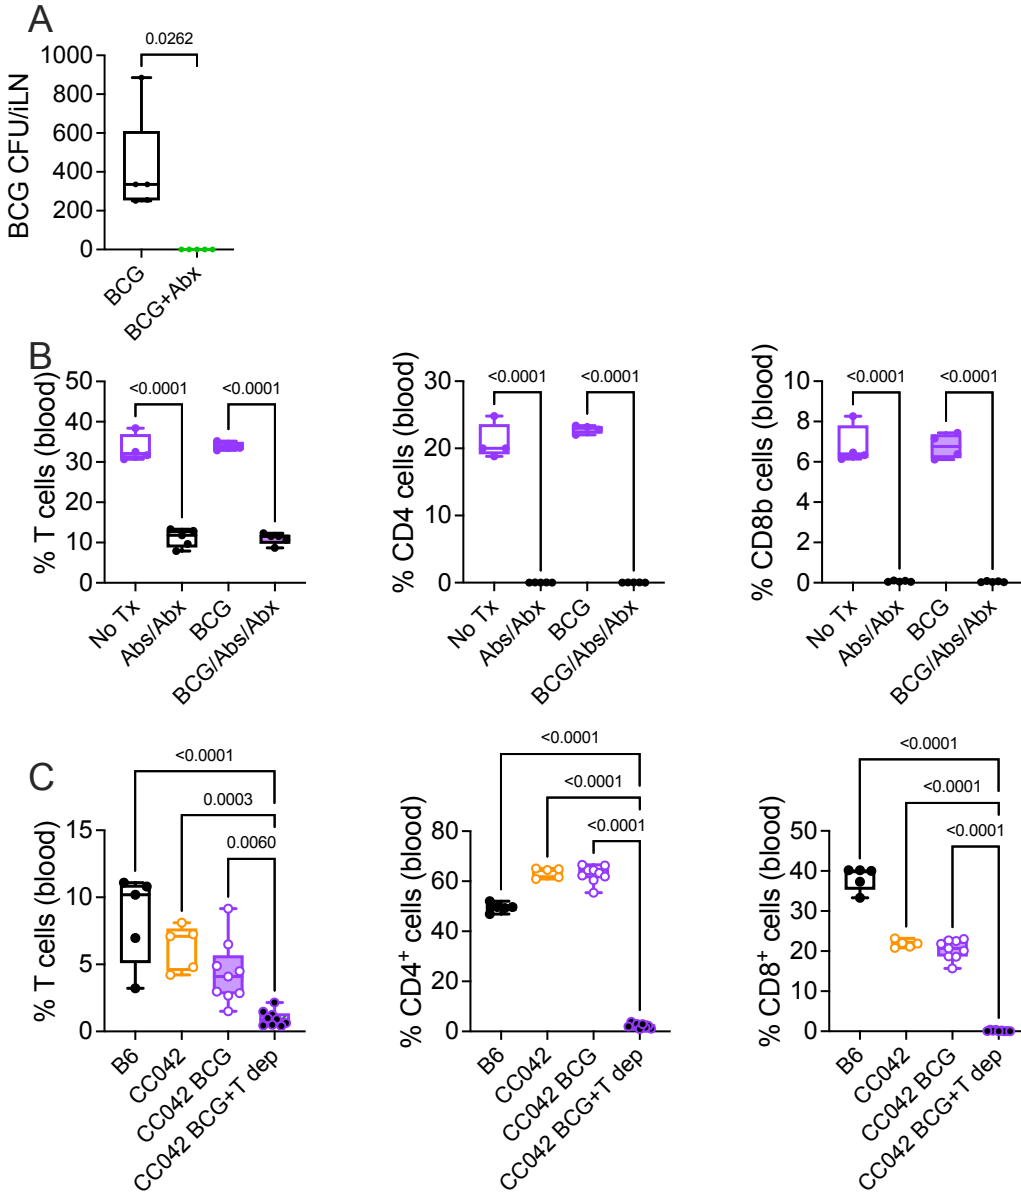 A
0.0262
BCG CFU/iLN
1000
800
600
400
200
0
BCG
BCG+Abx
B
% T cells (blood)
50
40
30
20
10
0
<0.0001
<0.0001
No Tx
Abs/Abx
BCG
BCG/Abs/Abx
% CD4 cells (blood)
30
20
10
0
<0.0001
<0.0001
No Tx
Abs/Abx
BCG
BCG/Abs/Abx
% CD8b cells (blood)
10
8
6
4
2
0
<0.0001
<0.0001
No Tx
Abs/Abx
BCG
BCG/Abs/Abx
C
% T cells (blood)
15
10
5
0
<0.0001
0.0003
0.0060
B6
CC042
CC042 BCG
CC042 BCG+T dep
% CD4⁺ cells (blood)
80
60
40
20
0
<0.0001
<0.0001
<0.0001
B6
CC042
CC042 BCG
CC042 BCG+T dep
% CD8⁺ cells (blood)
50
40
30
20
10
0
<0.0001
<0.0001
<0.0001
B6
CC042
CC042 BCG
CC042 BCG+T dep